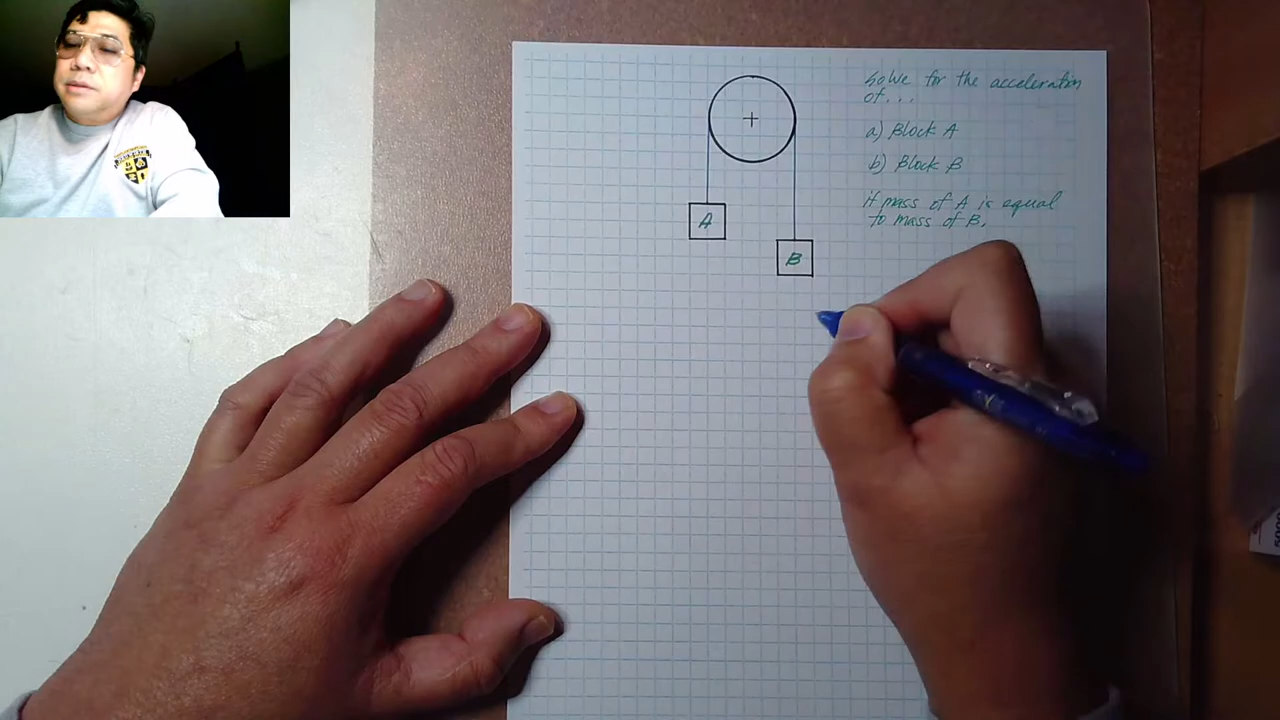 Solve for the acceleration
of...
a) Block A
b) Block B
if mass of A is equal
to mass of B.
A
B